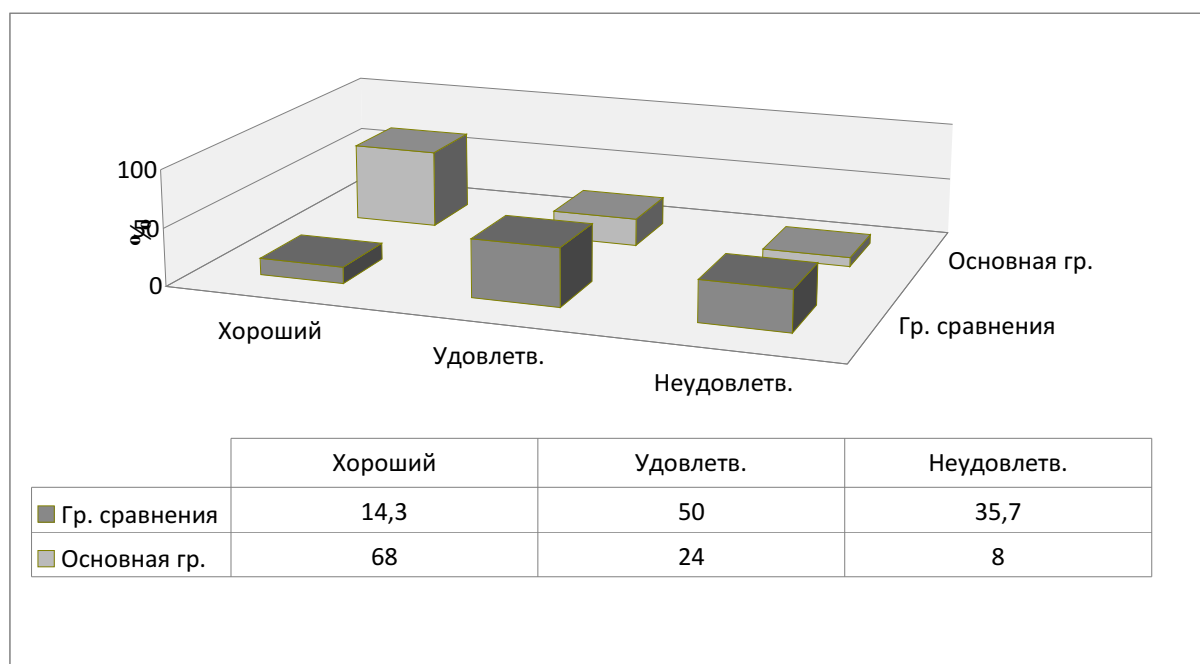 100
50
0
%
Хороший
Удовлетв.
Неудовлетв.
Гр. сравнения
Основная гр.
Хороший Удовлетв. Неудовлетв.
Гр. сравнения 14,3 50 35,7
Основная гр. 68 24 8